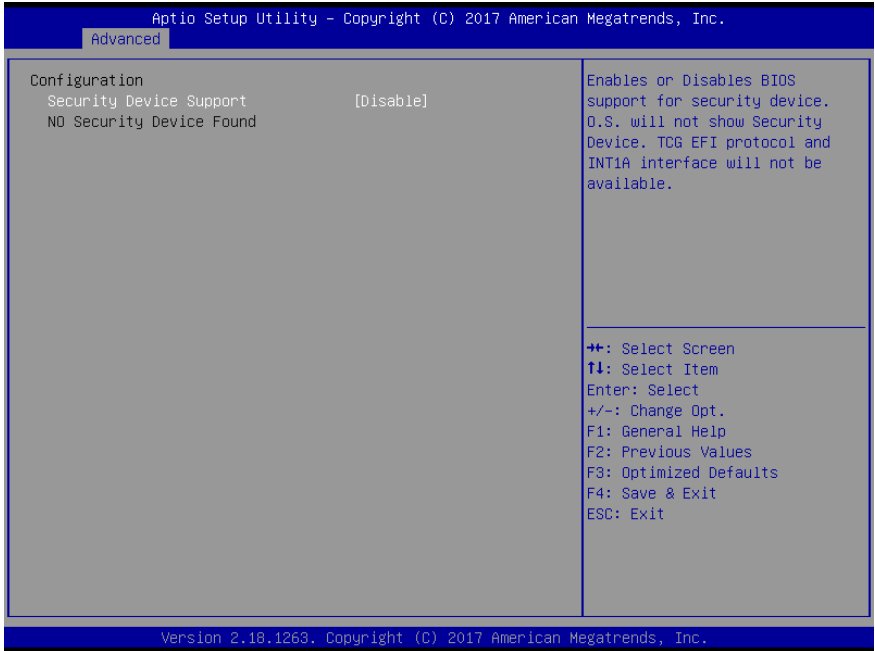 Aptio Setup Utility – Copyright (C) 2017 American Megatrends, Inc.
Advanced
Configuration
Security Device Support [Disable]
NO Security Device Found
Enables or Disables BIOS
support for security device.
O.S. will not show Security
Device. TCG EFI protocol and
INT1A interface will not be
available.
→←: Select Screen
↑↓: Select Item
Enter: Select
+/-: Change Opt.
F1: General Help
F2: Previous Values
F3: Optimized Defaults
F4: Save & Exit
ESC: Exit
Version 2.18.1263. Copyright (C) 2017 American Megatrends, Inc.